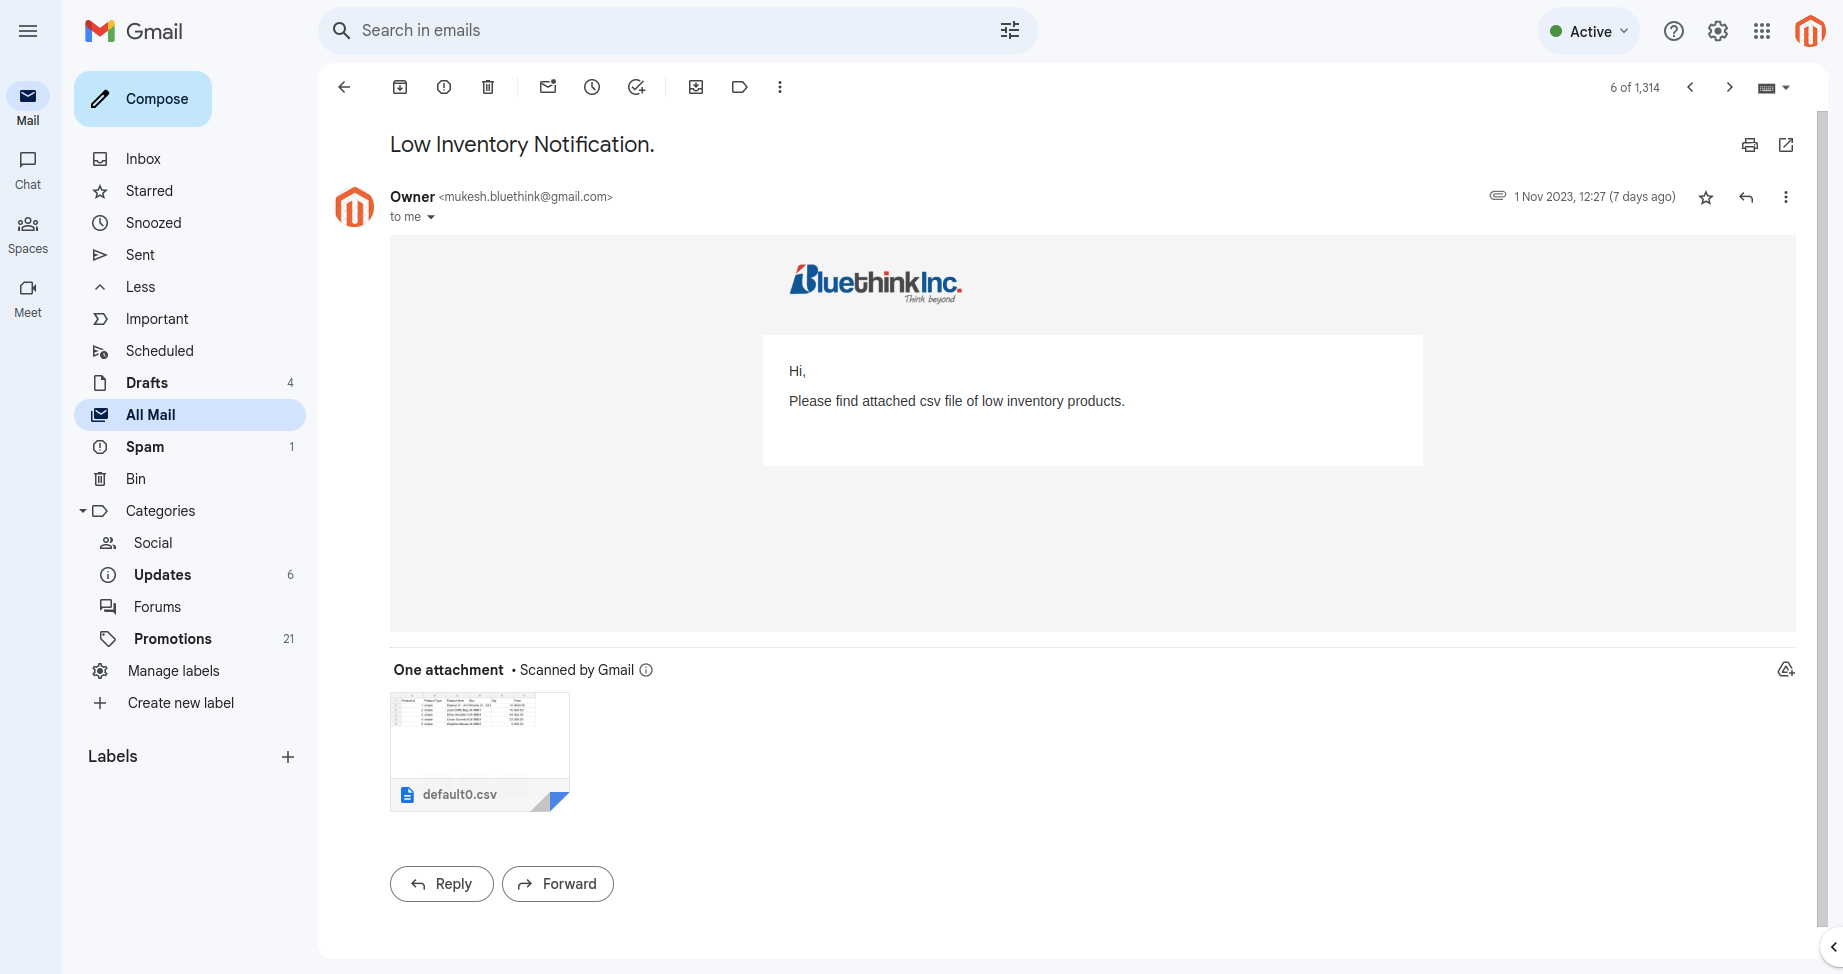 Gmail
Search in emails
Active
Mail
Chat
Spaces
Meet
Compose
Inbox
Starred
Snoozed
Sent
Less
Important
Scheduled
Drafts 4
All Mail
Spam 1
Bin
Categories
Social
Updates 6
Forums
Promotions 21
Manage labels
Create new label
Labels
6 of 1,314
Low Inventory Notification.
Owner <mukesh.bluethink@gmail.com>
1 Nov 2023, 12:27 (7 days ago)
to me
BluethinkInc.
Think beyond
Hi,
Please find attached csv file of low inventory products.
One attachment • Scanned by Gmail
default0.csv
Reply
Forward